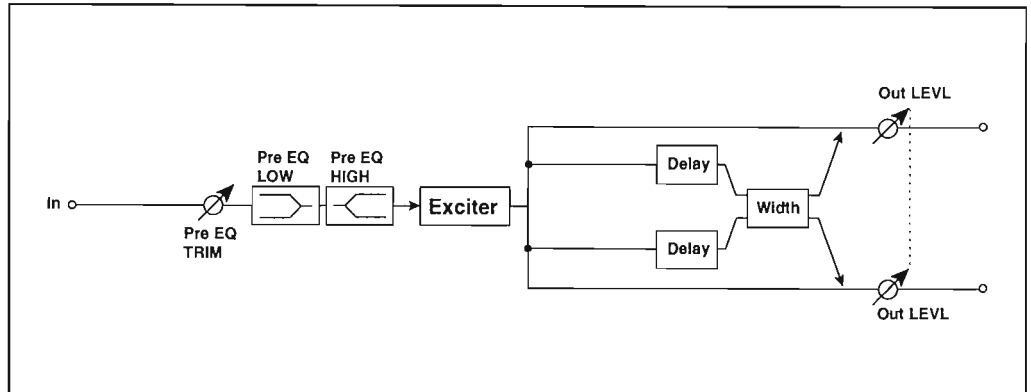 Out LEVL
Pre EQ
LOW
Pre EQ
HIGH
Delay
In
Exciter
Width
Pre EQ
TRIM
Delay
Out LEVL